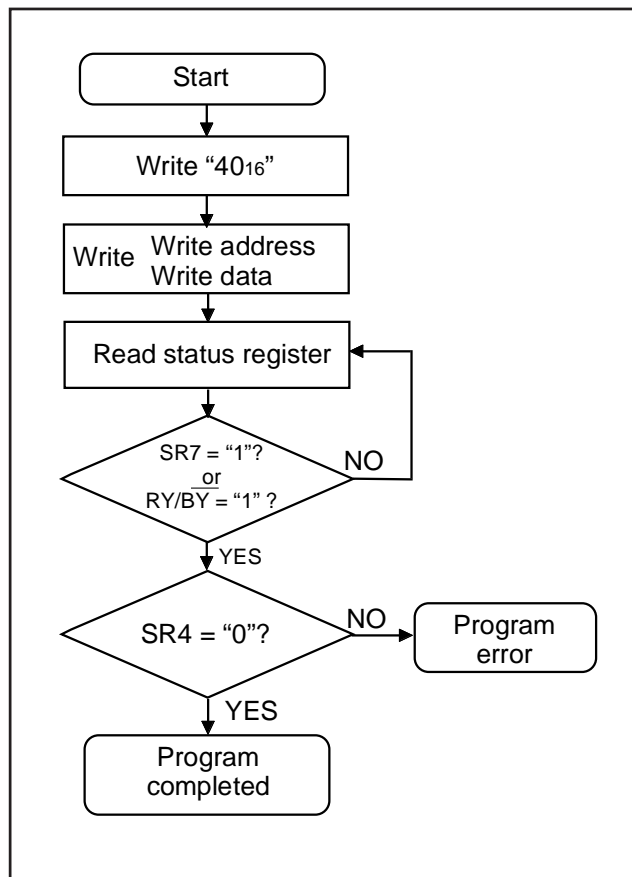 Start
Write “40₁₆”
Write Write address
Write data
Read status register
SR7 = “1”?
or
RY/B̅Y̅ = “1” ?
NO
YES
SR4 = “0”?
NO
Program
error
YES
Program
completed